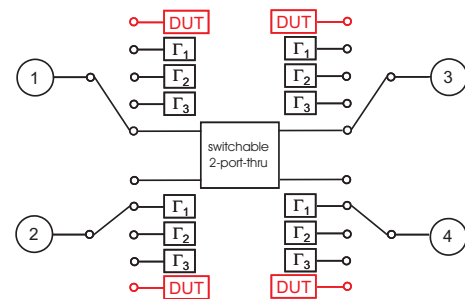 DUT DUT
Γ1 Γ1
1 Γ2 Γ2 3
Γ3 Γ3
switchable
2-port-thru
Γ1 Γ1
2 Γ2 Γ2 4
Γ3 Γ3
DUT DUT